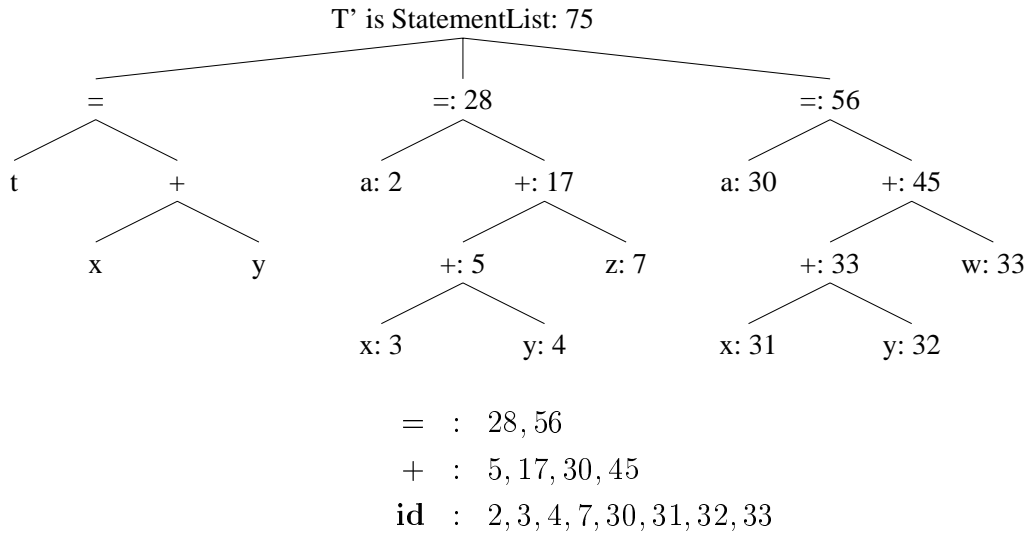 T’ is StatementList: 75
= =: 28 =: 56
t + a: 2 +: 17 a: 30 +: 45
x y +: 5 z: 7 +: 33 w: 33
x: 3 y: 4 x: 31 y: 32
= : 28, 56
+ : 5, 17, 30, 45
id : 2, 3, 4, 7, 30, 31, 32, 33